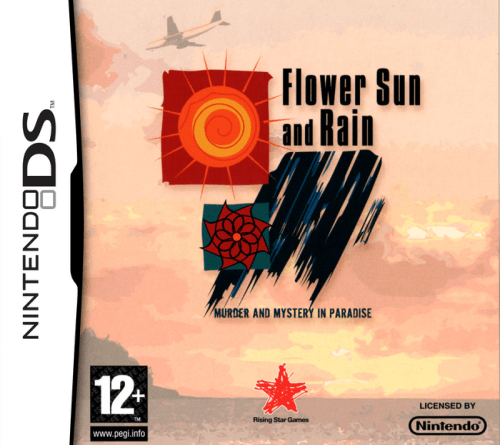 NINTENDO DS™
Flower Sun
and Rain
MURDER AND MYSTERY IN PARADISE
12+
www.pegi.info
Rising Star Games
LICENSED BY
Nintendo